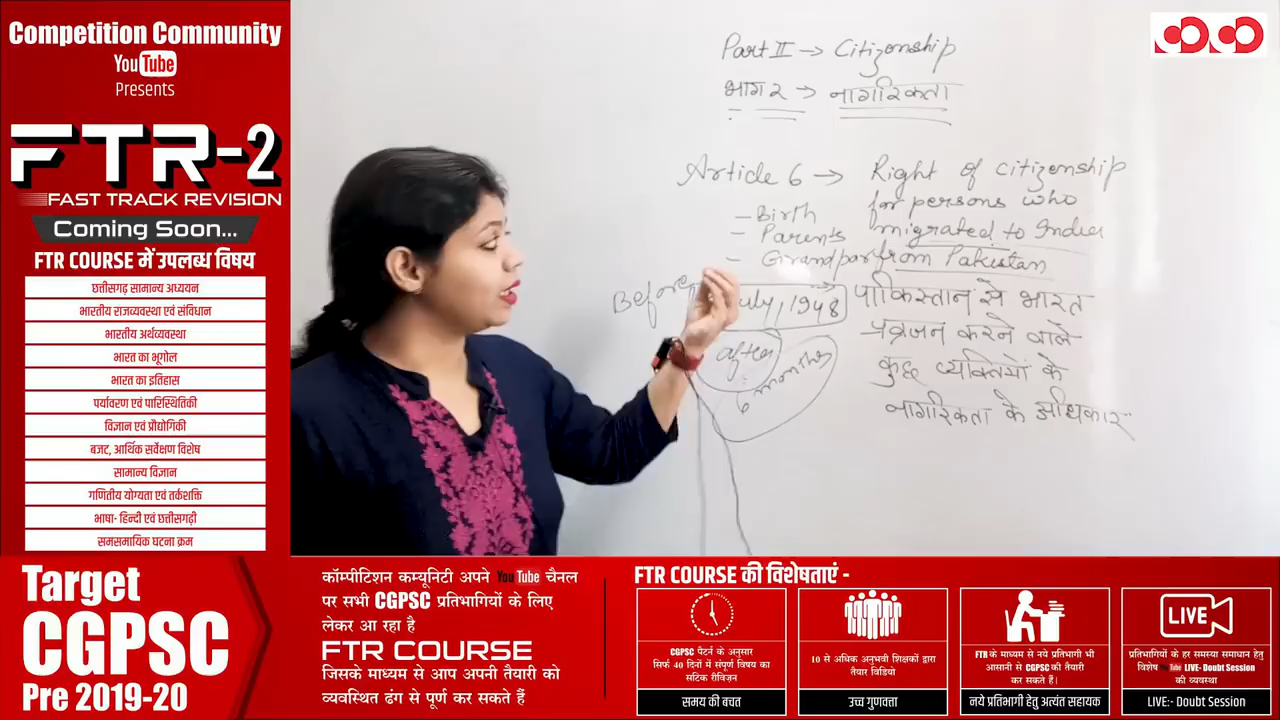 Competition Community
YouTube
Presents
FTR-2
FAST TRACK REVISION
Coming Soon...
FTR COURSE में उपलब्ध विषय
छत्तीसगढ़ सामान्य अध्ययन
भारतीय राजव्यवस्था एवं संविधान
भारतीय अर्थव्यवस्था
भारत का भूगोल
भारत का इतिहास
पर्यावरण एवं पारिस्थितिकी
विज्ञान एवं प्रौद्योगिकी
बजट, आर्थिक सर्वेक्षण विशेष
सामान्य विज्ञान
गणितीय योग्यता एवं तर्कशक्ति
भाषा- हिन्दी एवं छत्तीसगढ़ी
समसामयिक घटना क्रम
Target
CGPSC
Pre 2019-20
Part II → Citizenship
भाग 2 → नागरिकता
Article 6 → Right of citizenship
for persons who
migrated to India
from Pakistan
- Birth
- Parents
- Grandpar
Before
July, 1948
after
6 months
पाकिस्तान से भारत
प्रव्रजन करने वाले
कुछ व्यक्तियों के
नागरिकता के अधिकार
कॉम्पीटिशन कम्यूनिटी अपने YouTube चैनल
पर सभी CGPSC प्रतिभागियों के लिए
लेकर आ रहा है
FTR COURSE
जिसके माध्यम से आप अपनी तैयारी को
व्यवस्थित ढंग से पूर्ण कर सकते हैं
FTR COURSE की विशेषताएं -
CGPSC पैटर्न के अनुसार
सिर्फ 40 दिनों में संपूर्ण विषय का
सटिक रीविज़न
समय की बचत
10 से अधिक अनुभवी शिक्षकों द्वारा
तैयार विडियो
उच्च गुणवत्ता
FTR के माध्यम से नये प्रतिभागी भी
आसानी से CGPSC की तैयारी
कर सकते हैं।
नये प्रतिभागी हेतु अत्यंत सहायक
LIVE
प्रतिभागियों के हर समस्या समाधान हेतु
विशेष YouTube LIVE- Doubt Session
की व्यवस्था
LIVE:- Doubt Session